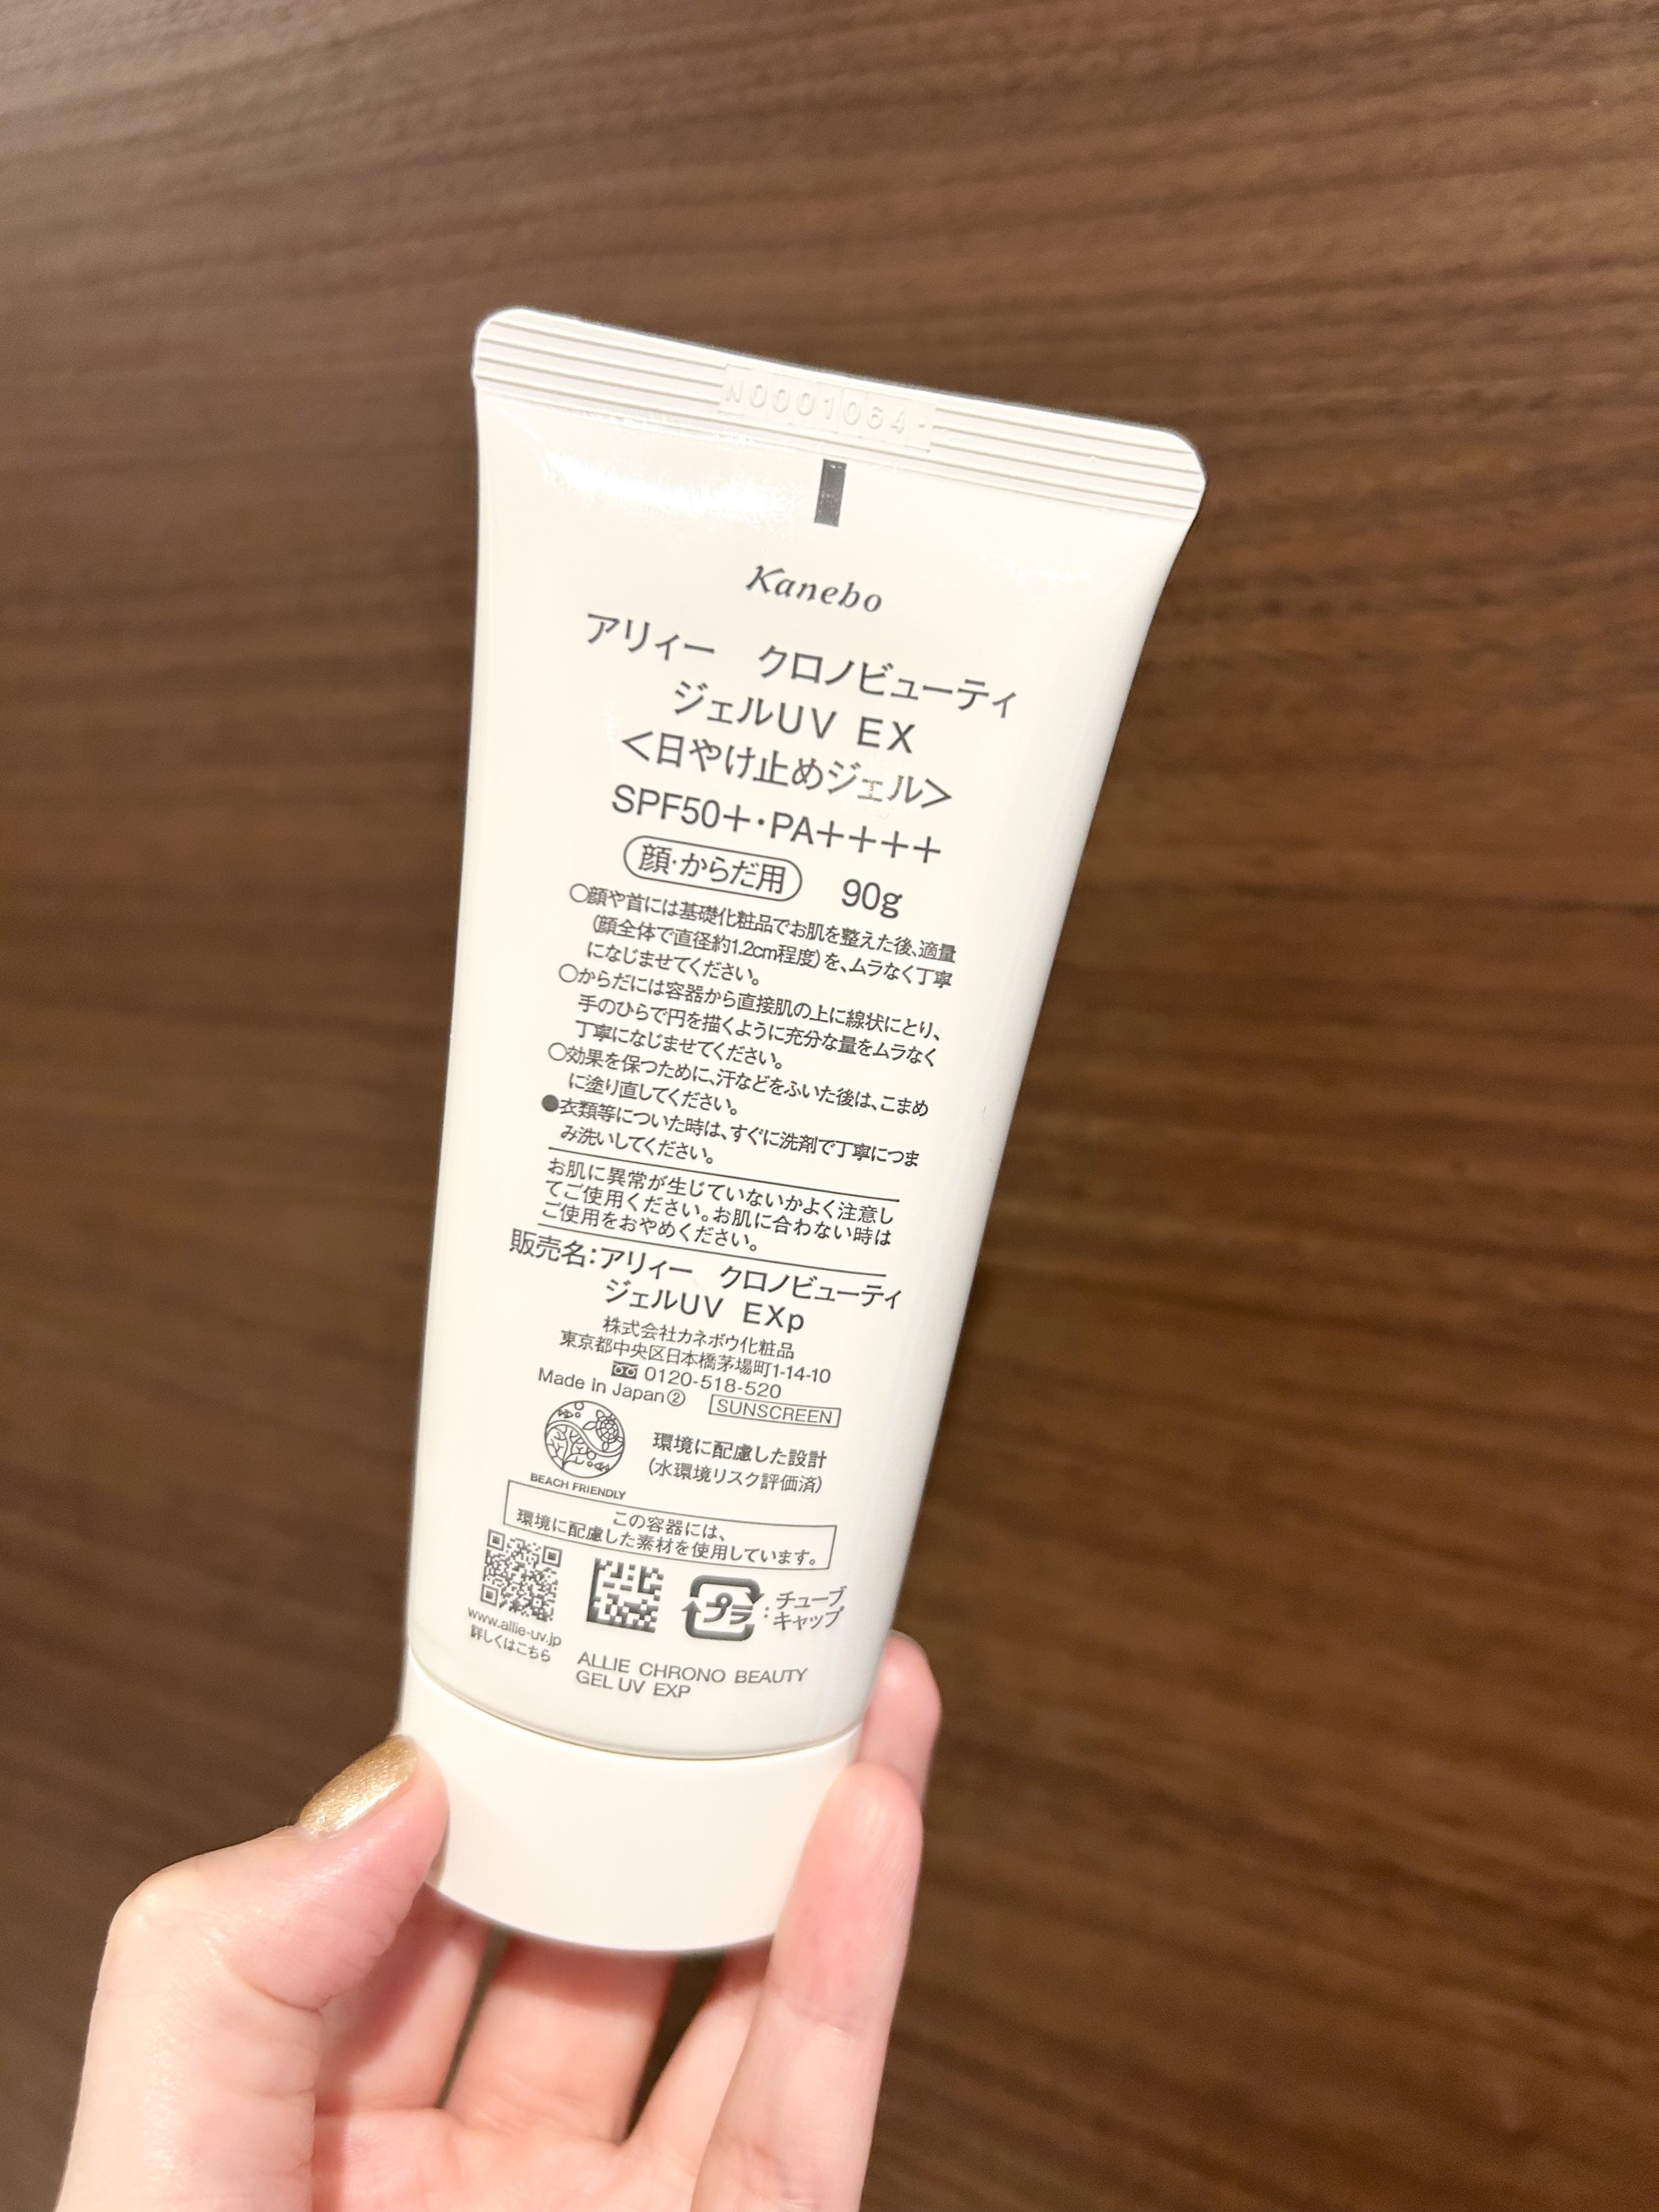 N0001064
Kanebo
アリィー　クロノビューティ
ジェルUV EX
＜日やけ止めジェル＞
SPF50＋・PA＋＋＋＋
顔・からだ用　90g
○顔や首には基礎化粧品でお肌を整えた後、適量
（顔全体で直径約1.2cm程度）を、ムラなく丁寧
になじませてください。
○からだには容器から直接肌の上に線状にとり、
手のひらで円を描くように充分な量をムラなく
丁寧になじませてください。
○効果を保つために、汗などをふいた後は、こまめ
に塗り直してください。
●衣類等についた時は、すぐに洗剤で丁寧につま
み洗いしてください。
お肌に異常が生じていないかよく注意し
てご使用ください。お肌に合わない時は
ご使用をおやめください。
販売名：アリィー　クロノビューティ
ジェルUV EXp
株式会社カネボウ化粧品
東京都中央区日本橋茅場町1-14-10
0120-518-520
Made in Japan② SUNSCREEN
環境に配慮した設計
（水環境リスク評価済）
BEACH FRIENDLY
この容器には、
環境に配慮した素材を使用しています。
プラ：チューブ
キャップ
www.allie-uv.jp
詳しくはこちら
ALLIE CHRONO BEAUTY
GEL UV EXP